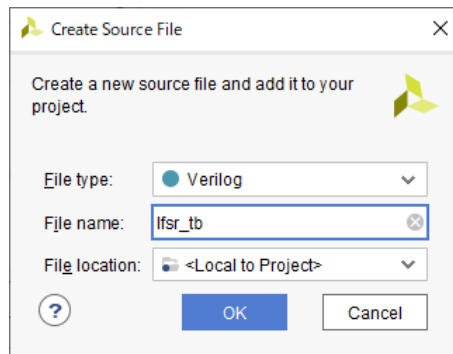 Create Source File
Create a new source file and add it to your
project.
File type:
Verilog
File name:
lfsr_tb
File location:
<Local to Project>
?
OK
Cancel